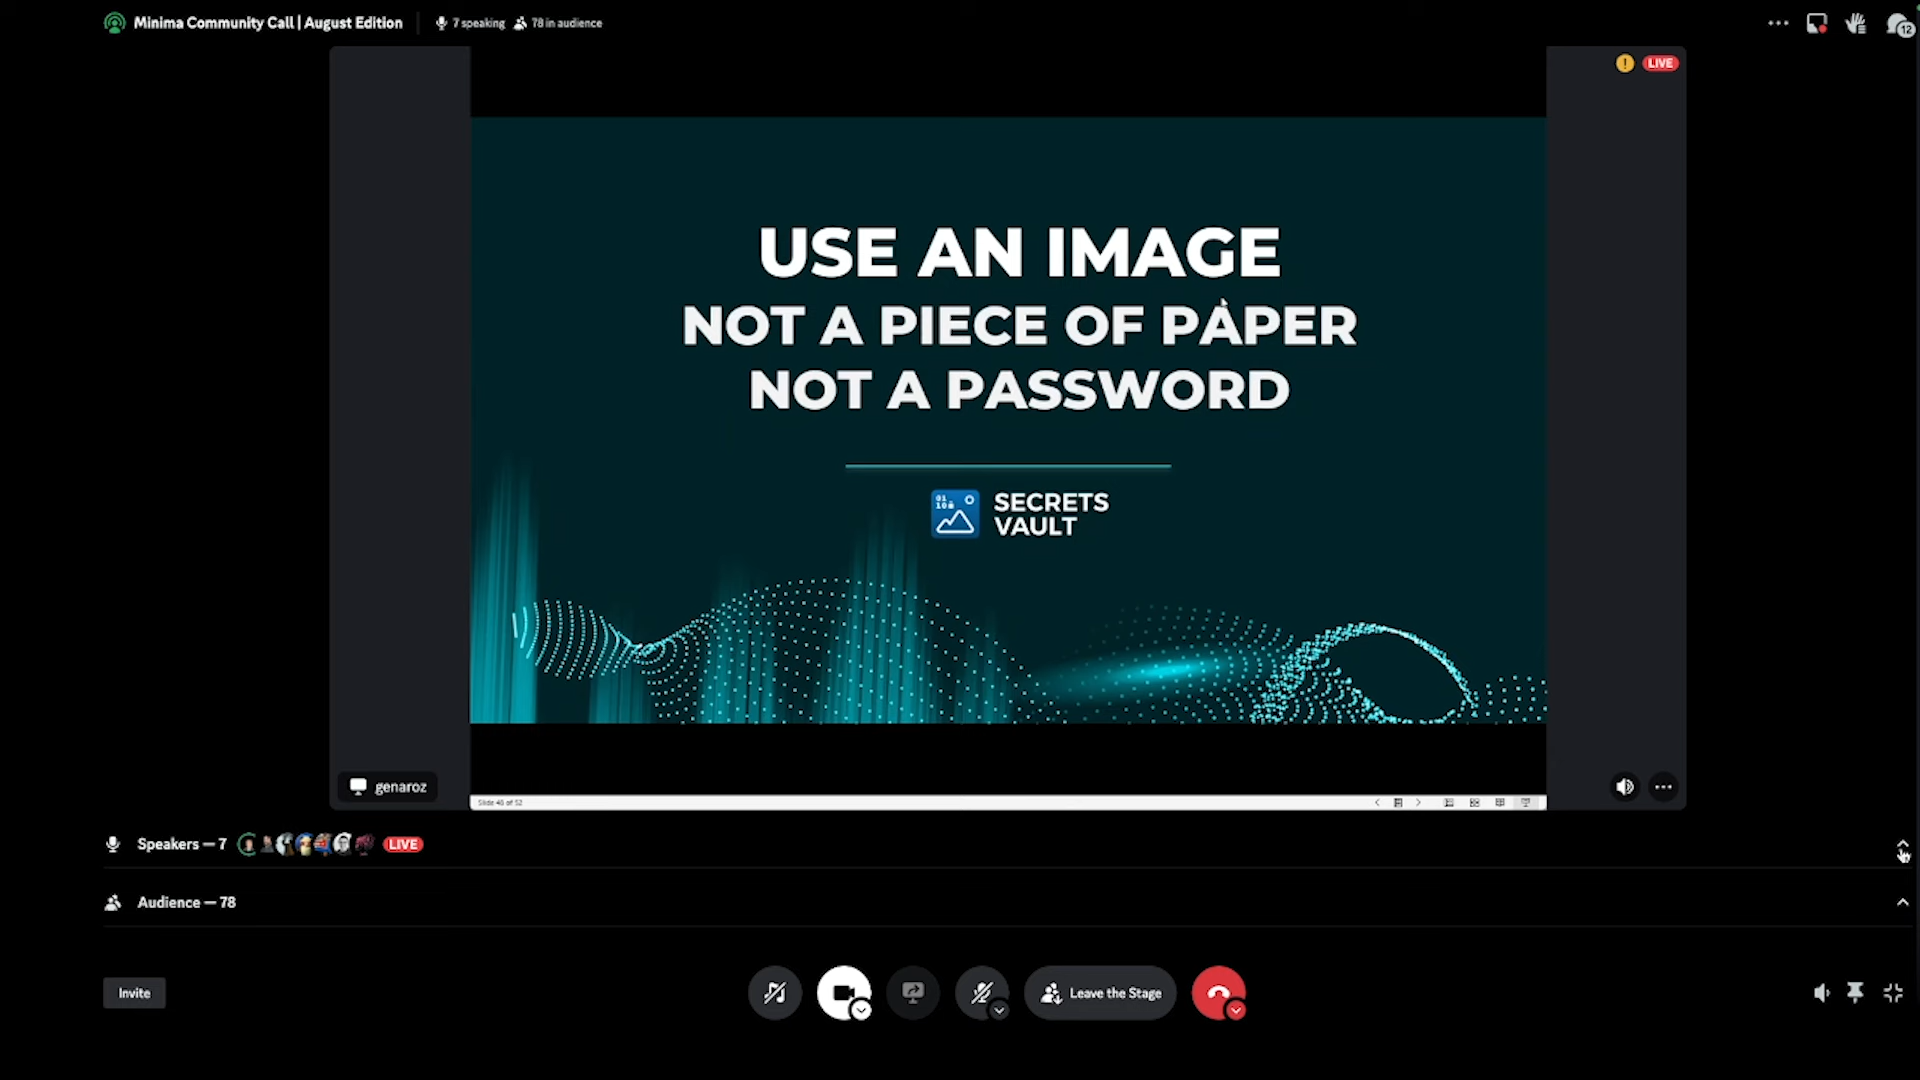 Minima Community Call | August Edition
7 speaking
78 in audience
12
LIVE
USE AN IMAGE
NOT A PIECE OF PAPER
NOT A PASSWORD
SECRETS
VAULT
genaroz
Speakers — 7
LIVE
Audience — 78
Invite
Leave the Stage